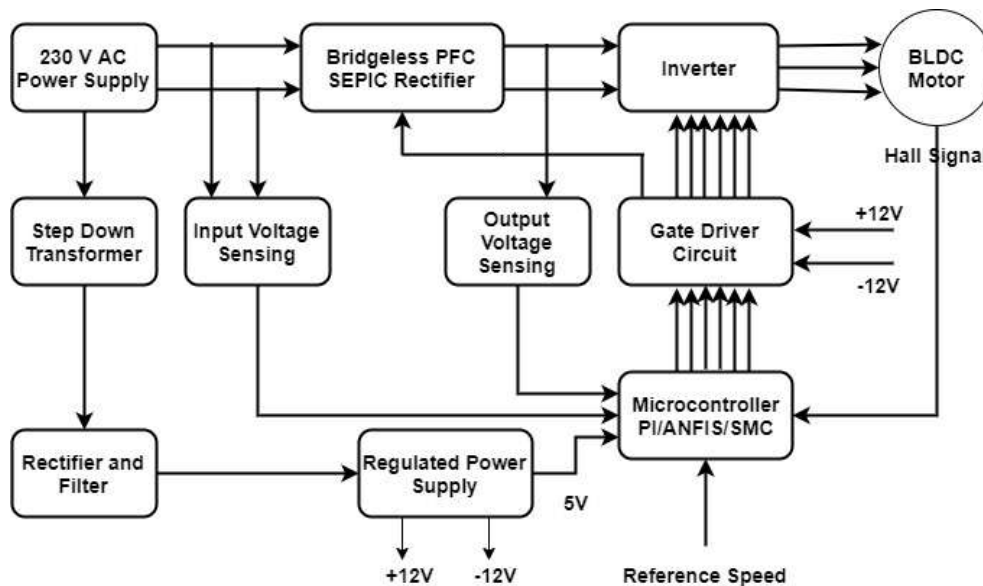 230 V AC
Power Supply
Bridgeless PFC
SEPIC Rectifier
Inverter
BLDC
Motor
Hall Signal
Step Down
Transformer
Input Voltage
Sensing
Output
Voltage
Sensing
Gate Driver
Circuit
+12V
-12V
Microcontroller
PI/ANFIS/SMC
Rectifier and
Filter
Regulated Power
Supply
5V
+12V
-12V
Reference Speed